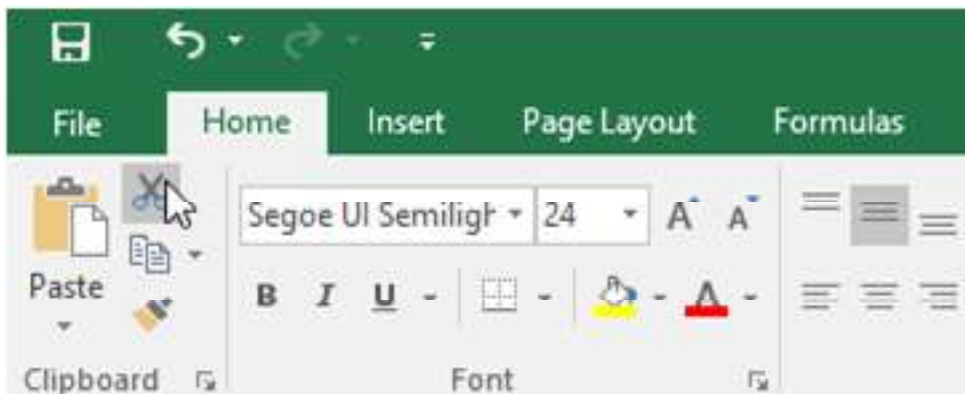 File Home Insert Page Layout Formulas
Segoe UI Semiligh 24 A A
Paste
B I U A
Clipboard Font